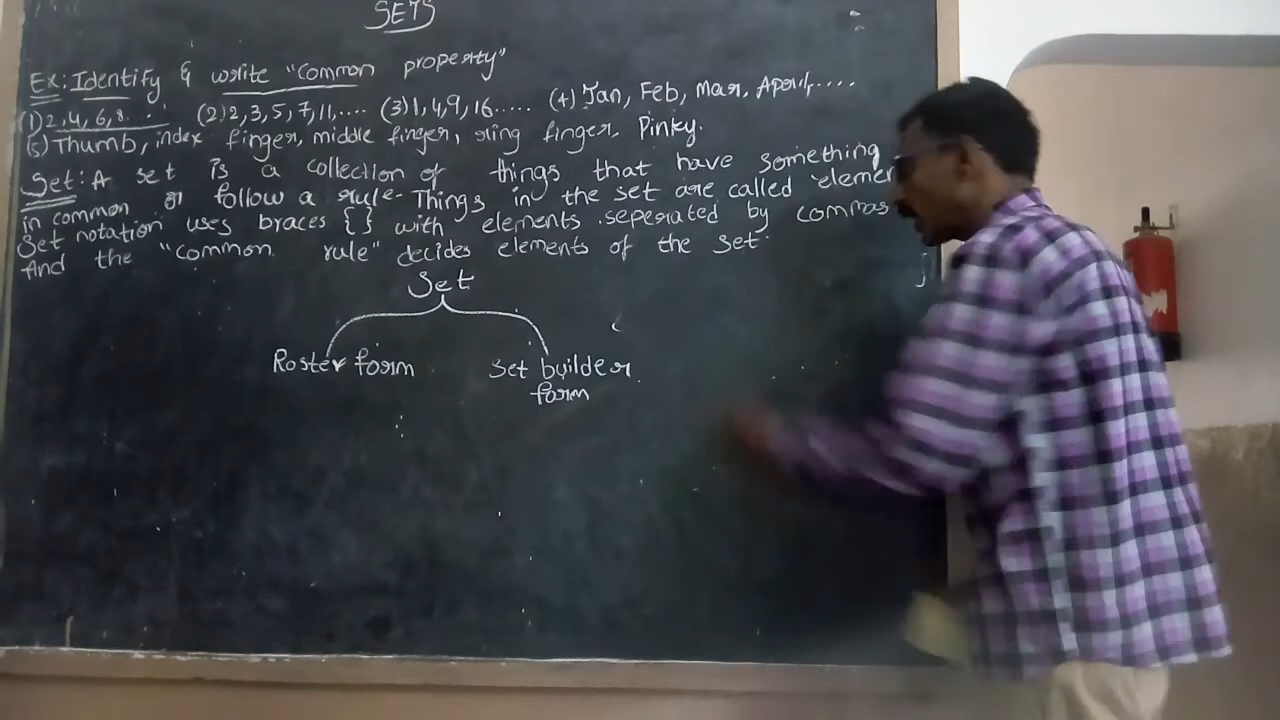 SETS
Ex: Identify & write "Common property"
(1) 2, 4, 6, 8... (2) 2, 3, 5, 7, 11, .... (3) 1, 4, 9, 16..... (4) Jan, Feb, Mar, April, ....
(5) Thumb, index finger, middle finger, ring finger, Pinky.
Set: A set is a collection of things that have something
in common or follow a rule - Things in the set are called elemen
Set notation uses braces { } with elements seperated by commas
And the "common rule" decides elements of the set.
Set
Roster form Set builder
form